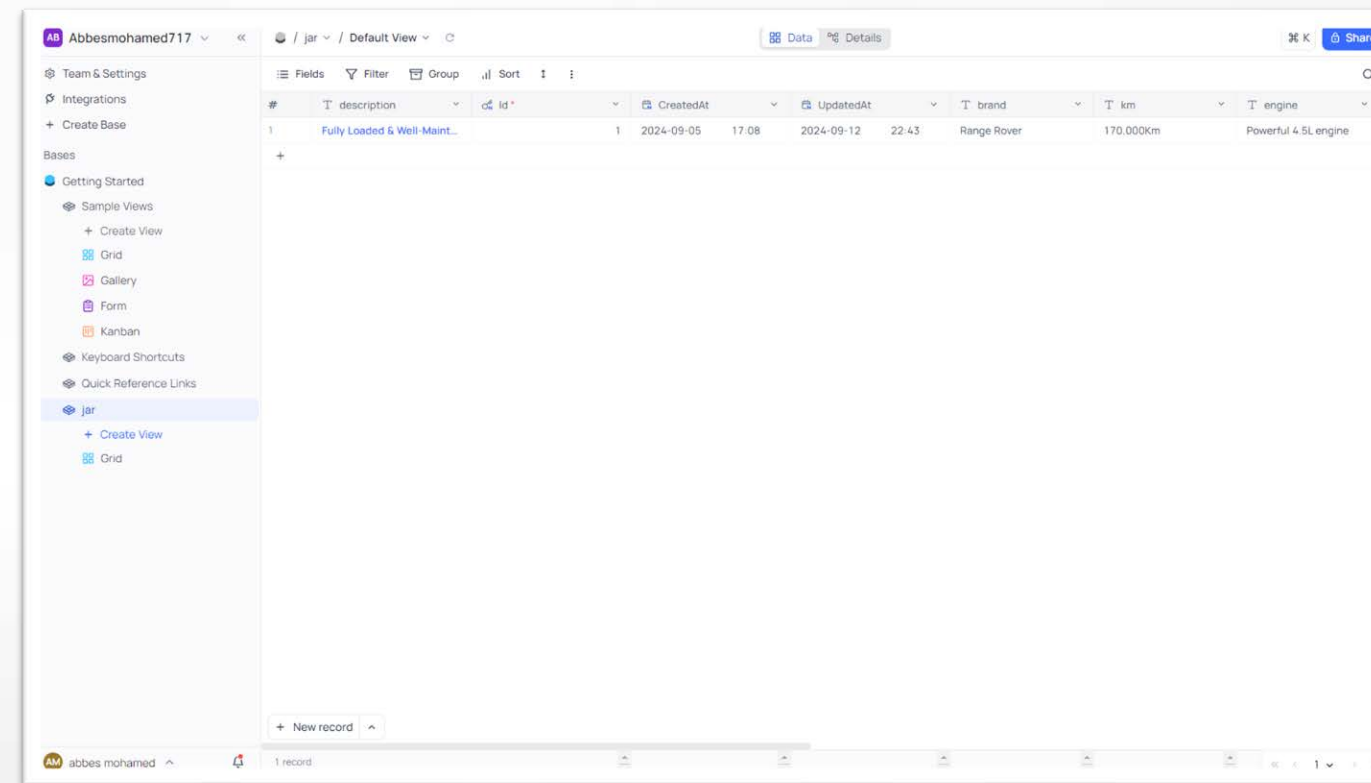 AB Abbesmohamed717
Team & Settings
Integrations
+ Create Base
Bases
Getting Started
Sample Views
+ Create View
Grid
Gallery
Form
Kanban
Keyboard Shortcuts
Quick Reference Links
jar
+ Create View
Grid
AM abbes mohamed
/ jar / Default View
Data Details
⌘ K Share
Fields Filter Group Sort
# description Id* CreatedAt UpdatedAt brand km engine
1 Fully Loaded & Well-Maint... 1 2024-09-05 17:08 2024-09-12 22:43 Range Rover 170.000Km Powerful 4.5L engine
+
+ New record
1 record
1